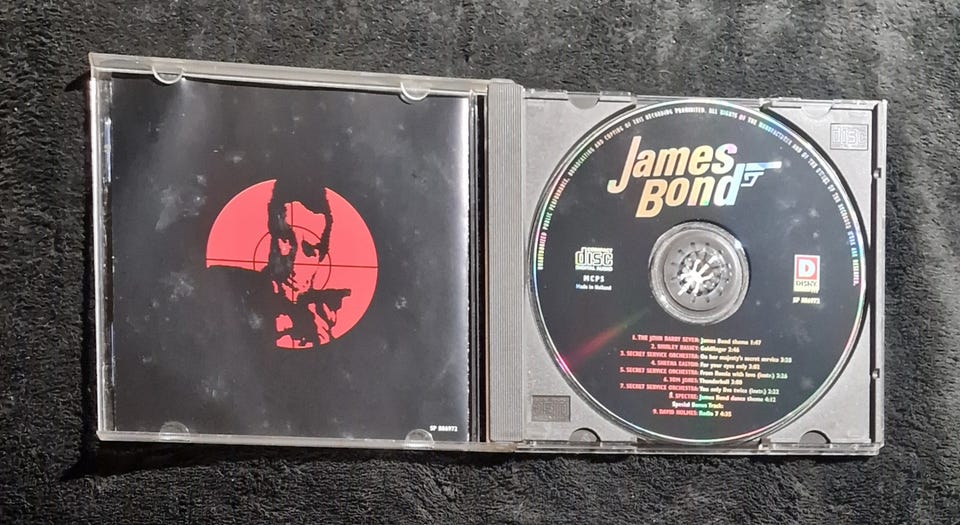 SP 886972
UNAUTHORIZED PUBLIC PERFORMANCE, BROADCASTING AND COPYING OF THIS RECORDING PROHIBITED. ALL RIGHTS OF THE MANUFACTURER AND OF THE OWNER OF THE RECORDED WORK ARE RESERVED.
James
Bond
COMPACT
disc
DIGITAL AUDIO
MCPS
Made in Holland
D
DISKY
SP 886972
1. THE JOHN BARRY SEVEN: James Bond theme 1:47
2. SHIRLEY BASSEY: Goldfinger 2:46
3. SECRET SERVICE ORCHESTRA: On her majesty's secret service 3:25
4. SHEENA EASTON: For your eyes only 3:02
5. SECRET SERVICE ORCHESTRA: From Russia with love (instr.) 2:26
6. TOM JONES: Thunderball 3:00
7. SECRET SERVICE ORCHESTRA: You only live twice (instr.) 2:22
8. SPECTRE: James Bond dance theme 4:12
Special Bonus Track:
9. DAVID HOLMES: Radio 7 4:25
disc